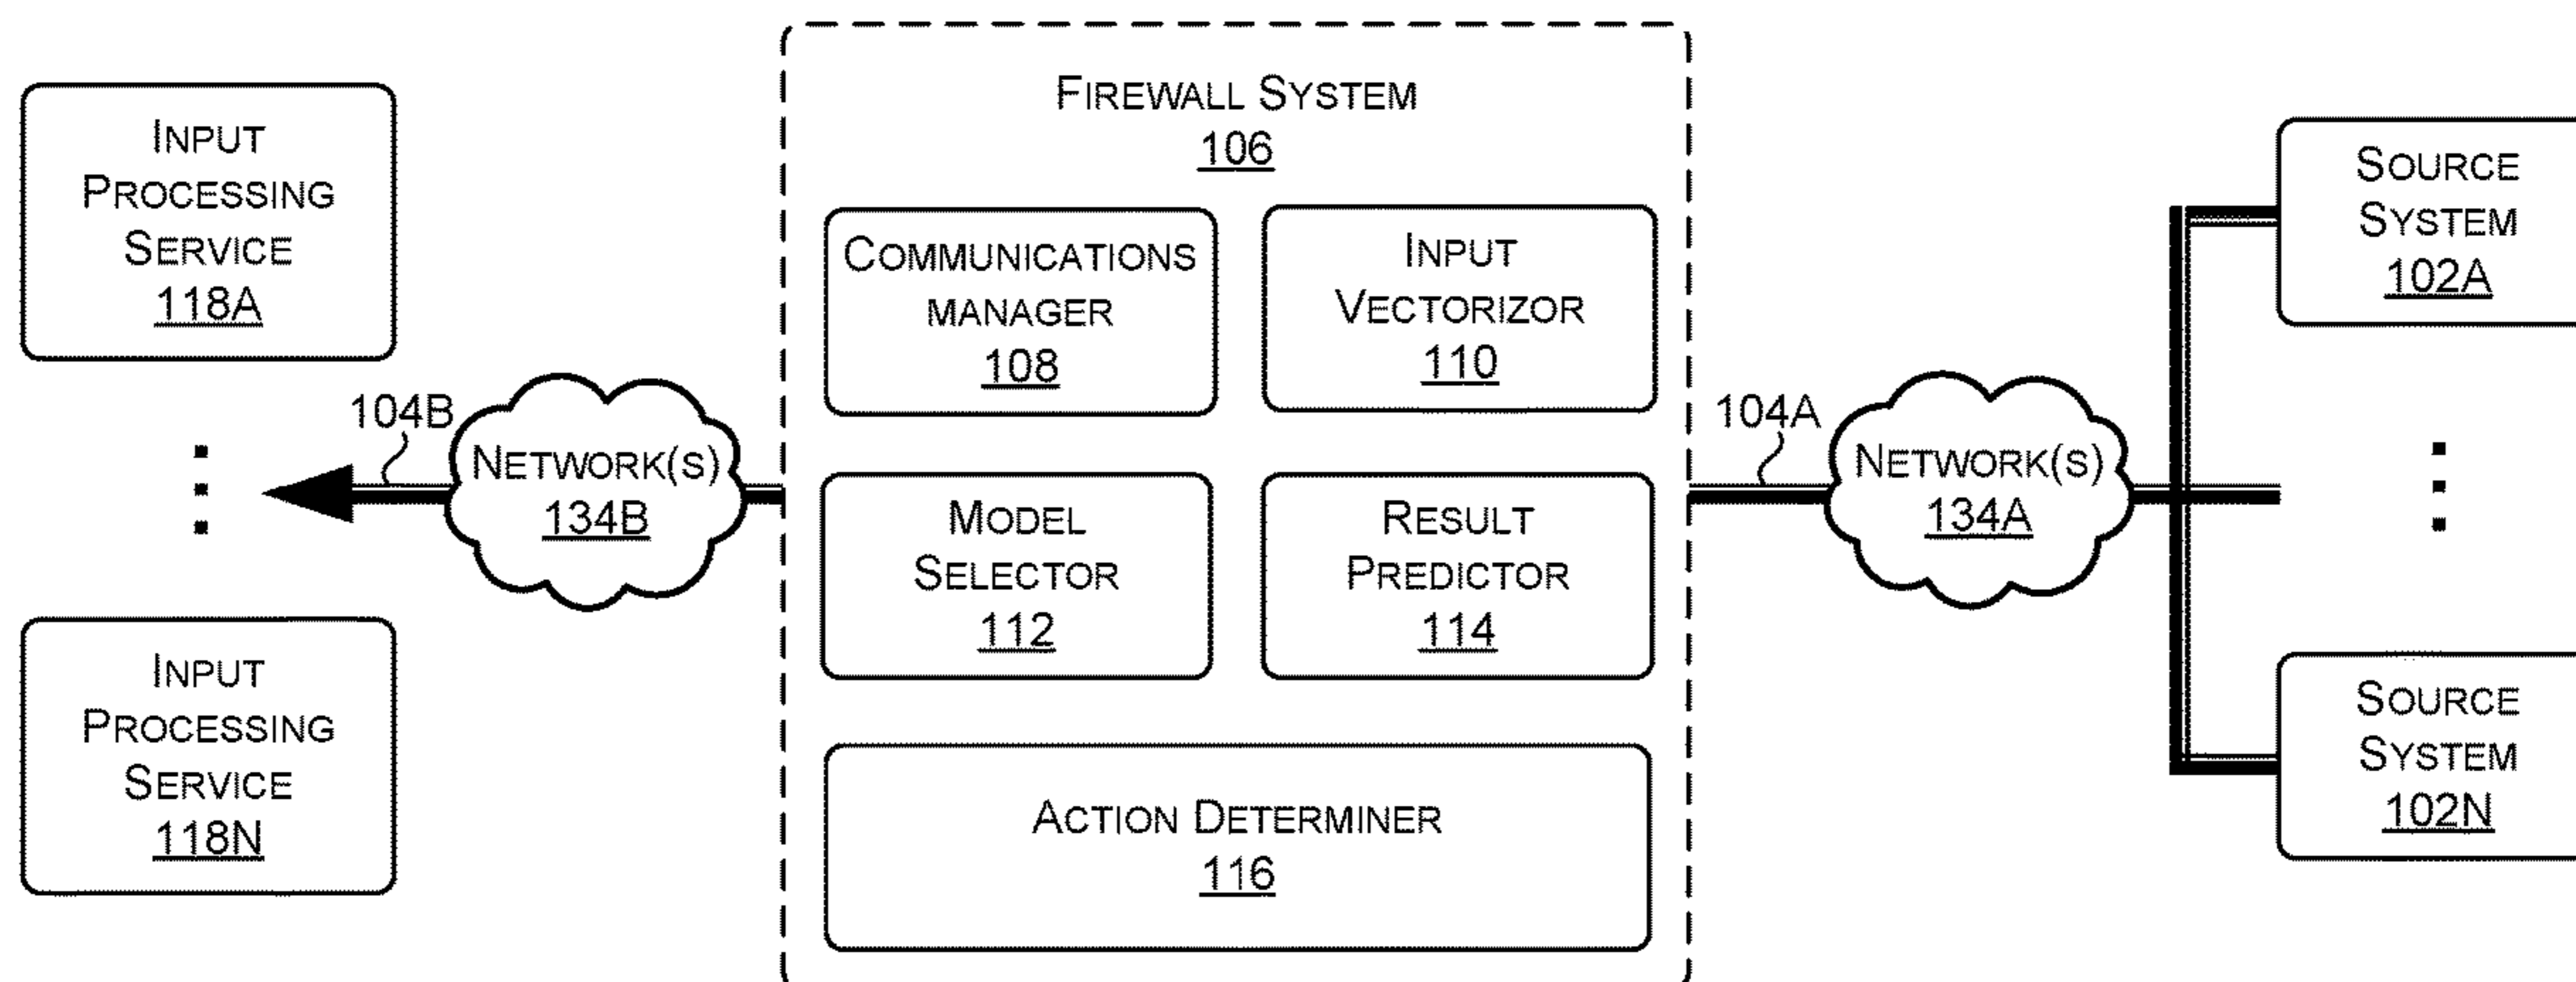 INPUT
PROCESSING
SERVICE
118A
104B
NETWORK(S)
134B
INPUT
PROCESSING
SERVICE
118N
FIREWALL SYSTEM
106
COMMUNICATIONS
MANAGER
108
INPUT
VECTORIZOR
110
MODEL
SELECTOR
112
RESULT
PREDICTOR
114
ACTION DETERMINER
116
104A
NETWORK(S)
134A
SOURCE
SYSTEM
102A
SOURCE
SYSTEM
102N